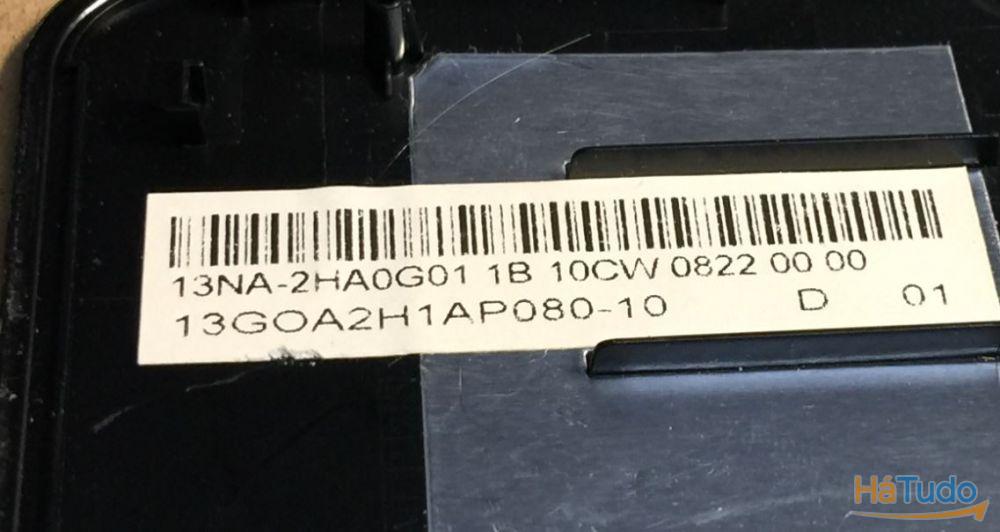 13NA-2HA0G01 1B 10CW 0822 00 00
13GOA2H1AP080-10 D 01
HáTudo